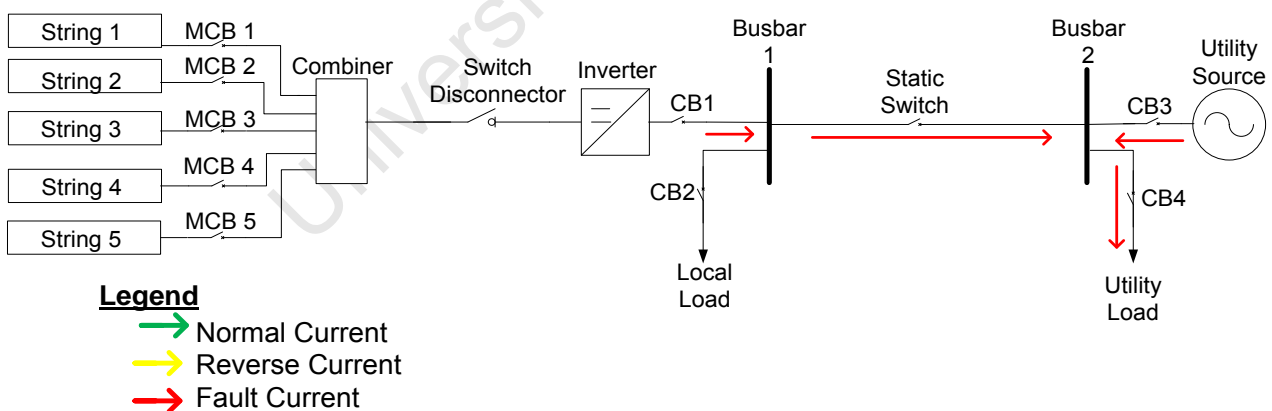 String 1
MCB 1
String 2
MCB 2
String 3
MCB 3
String 4
MCB 4
String 5
MCB 5
Combiner
Switch
Disconnector
Inverter
CB1
Busbar
1
CB2
Local
Load
Static
Switch
Busbar
2
CB3
Utility
Source
CB4
Utility
Load
Legend
Normal Current
Reverse Current
Fault Current